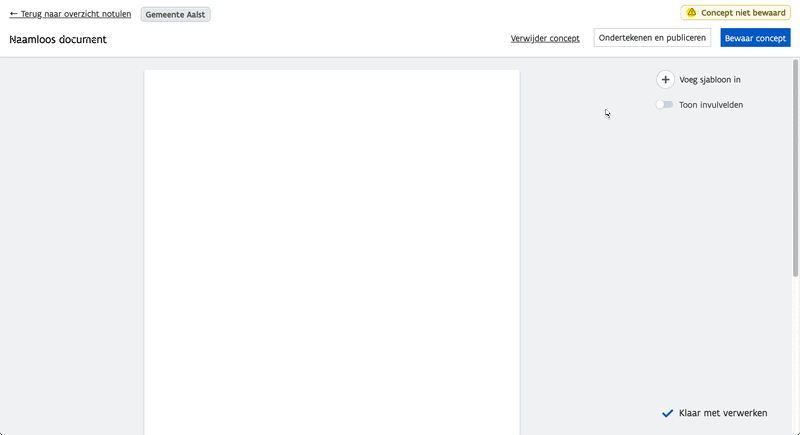 ← Terug naar overzicht notulen
Gemeente Aalst
Concept niet bewaard
Naamloos document
Verwijder concept
Ondertekenen en publiceren
Bewaar concept
Voeg sjabloon in
Toon invulvelden
Klaar met verwerken